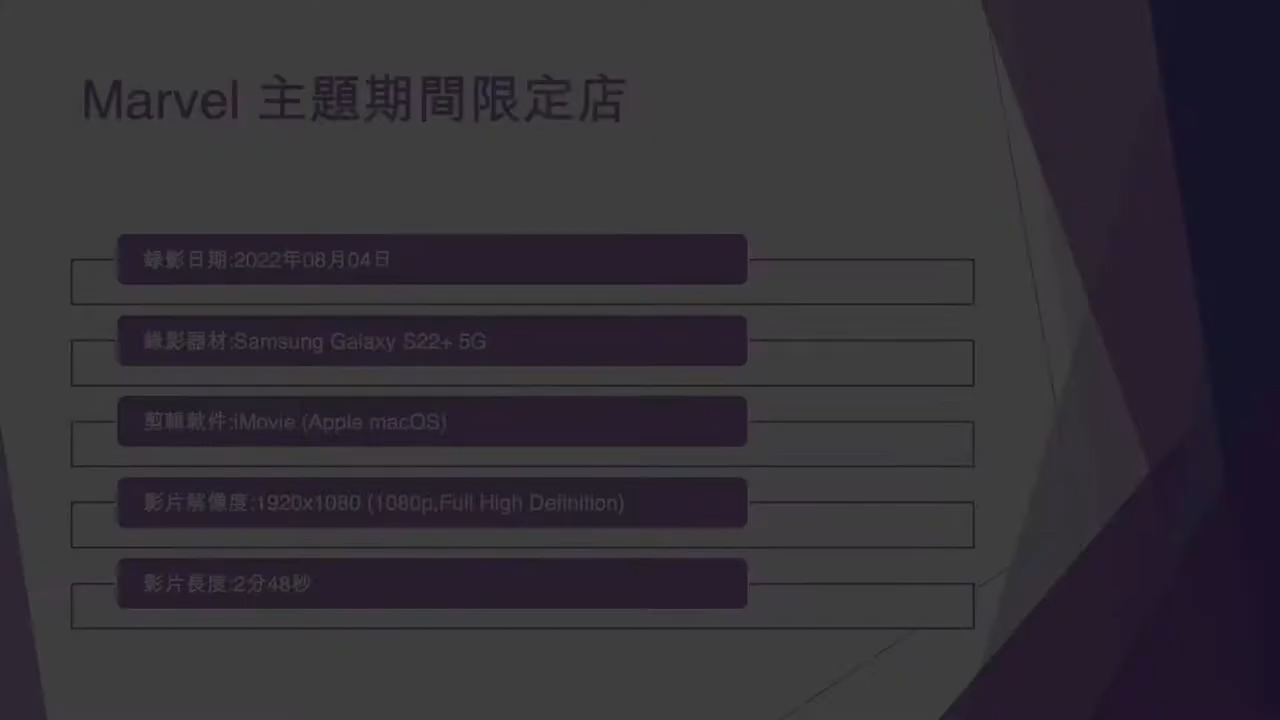 Marvel 主題期間限定店
錄影日期:2022年08月04日
錄影器材:Samsung Galaxy S22+ 5G
剪輯軟件:iMovie (Apple macOS)
影片解像度:1920x1080 (1080p,Full High Definition)
影片長度:2分48秒